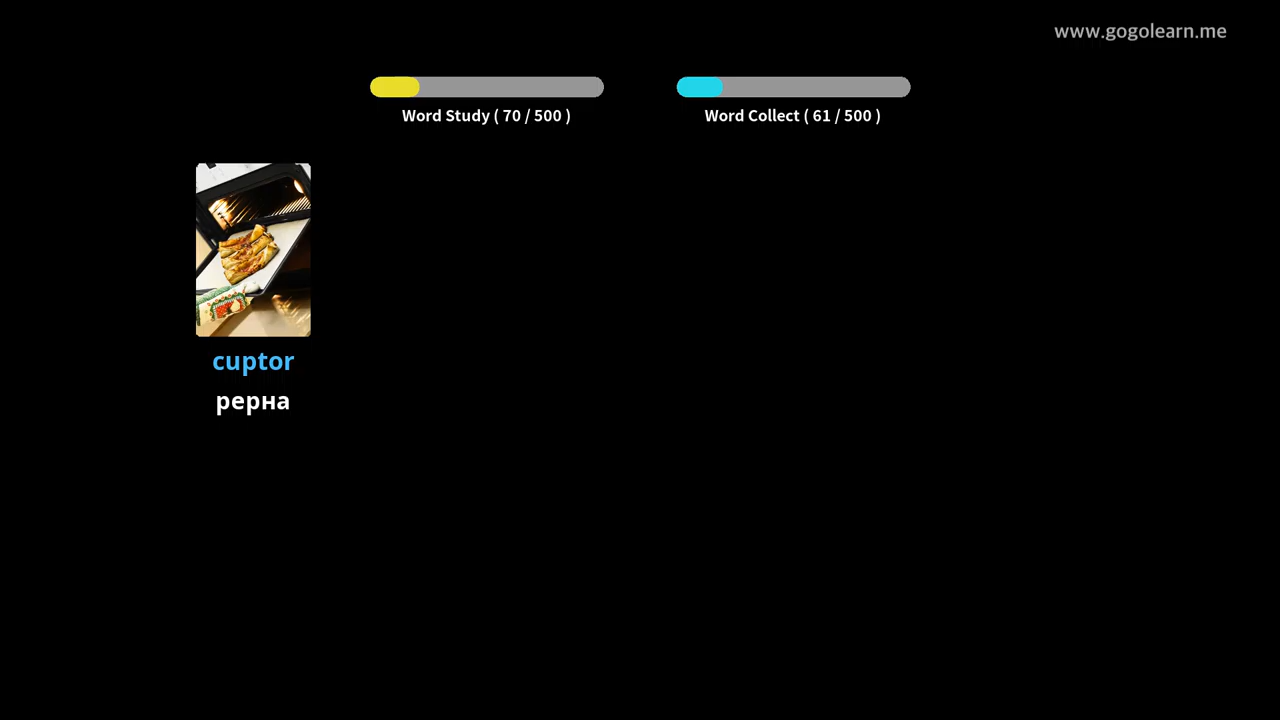 www.gogolearn.me
Word Study ( 70 / 500 )
Word Collect ( 61 / 500 )
cuptor
рерна